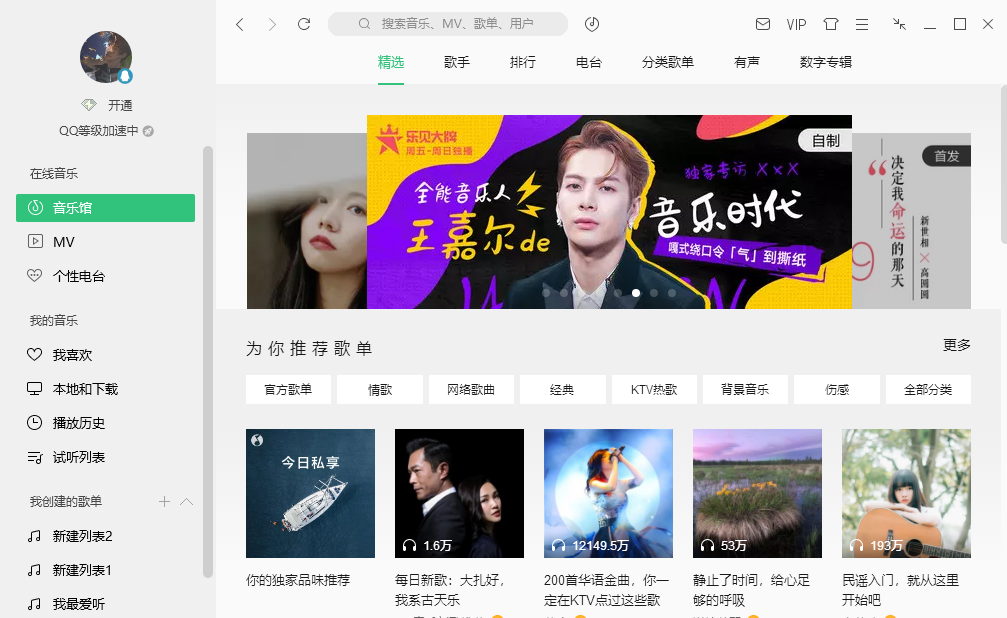 搜索音乐、MV、歌单、用户
VIP
精选
歌手
排行
电台
分类歌单
有声
数字专辑
开通
QQ等级加速中
在线音乐
音乐馆
MV
个性电台
我的音乐
我喜欢
本地和下载
播放历史
试听列表
我创建的歌单
新建列表2
新建列表1
我最爱听
乐贝大牌
周五-周日独播
自制
独家专访 XXX
全能音乐人
王嘉尔de
音乐时代
嘎式绕口令「气」到撕纸
首发
决定我命运的那天
新世相×高圆圆
为你推荐歌单
更多
官方歌单
情歌
网络歌曲
经典
KTV热歌
背景音乐
伤感
全部分类
今日私享
1.6万
12149.5万
53万
193万
你的独家品味推荐
每日新歌：大扎好，
我系古天乐
200首华语金曲，你一
定在KTV点过这些歌
静止了时间，给心足
够的呼吸
民谣入门，就从这里
开始吧